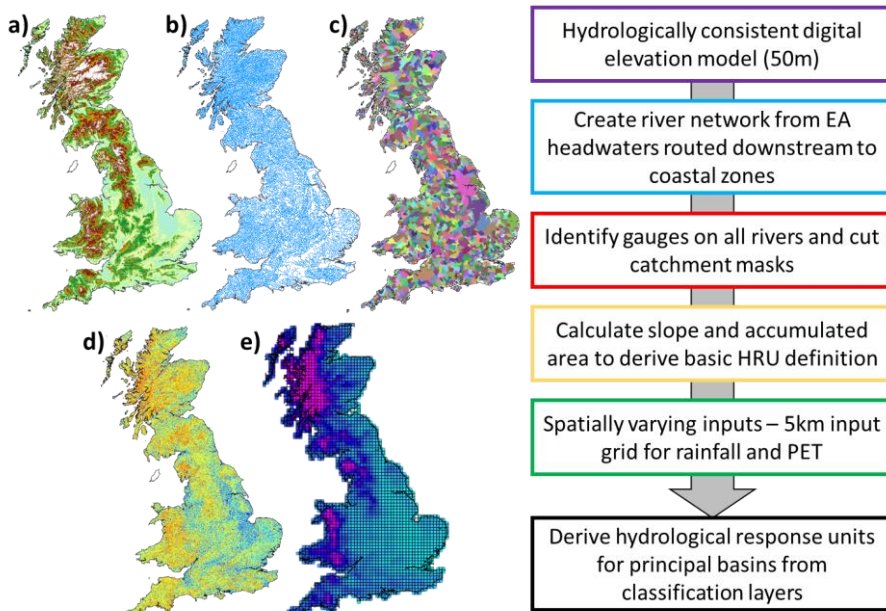 a)
b)
c)
d)
e)
Hydrologically consistent digital
elevation model (50m)
Create river network from EA
headwaters routed downstream to
coastal zones
Identify gauges on all rivers and cut
catchment masks
Calculate slope and accumulated
area to derive basic HRU definition
Spatially varying inputs – 5km input
grid for rainfall and PET
Derive hydrological response units
for principal basins from
classification layers